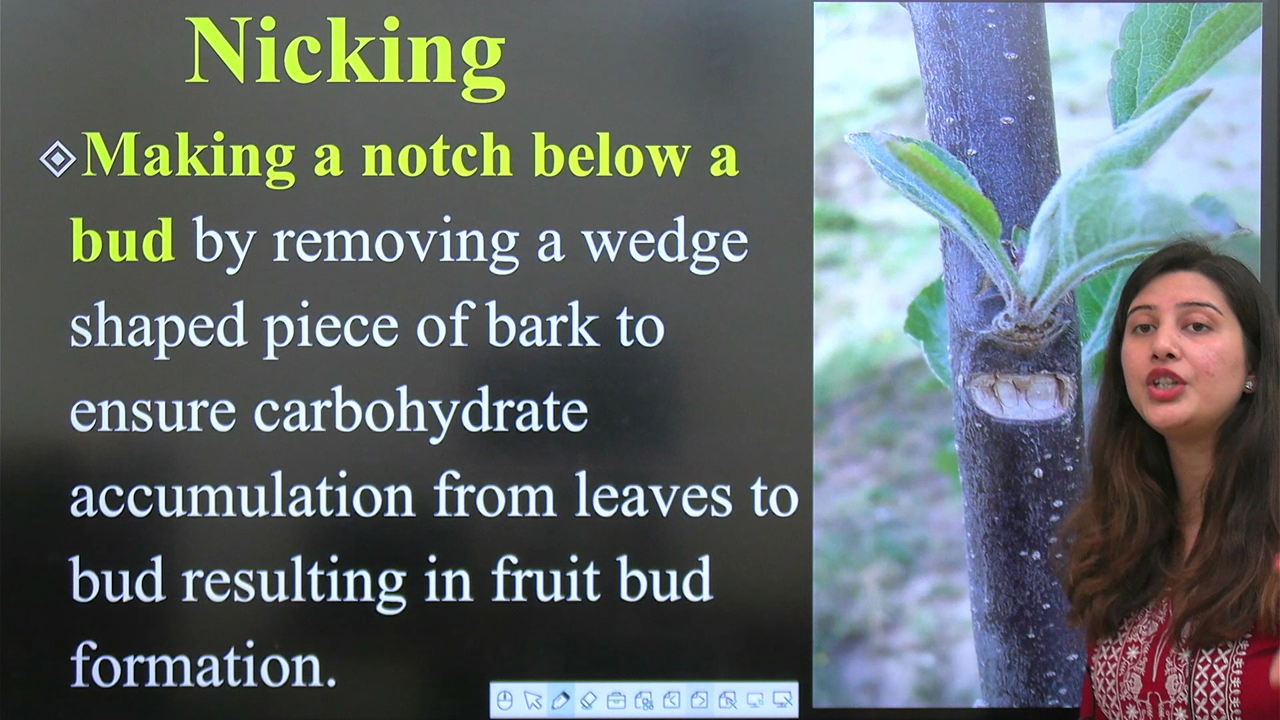 Nicking
Making a notch below a
bud by removing a wedge
shaped piece of bark to
ensure carbohydrate
accumulation from leaves to
bud resulting in fruit bud
formation.